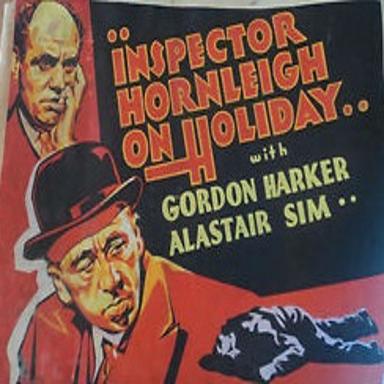 ..INSPECTOR
HORNLEIGH
ON HOLIDAY..
with
GORDON HARKER
ALASTAIR SIM..